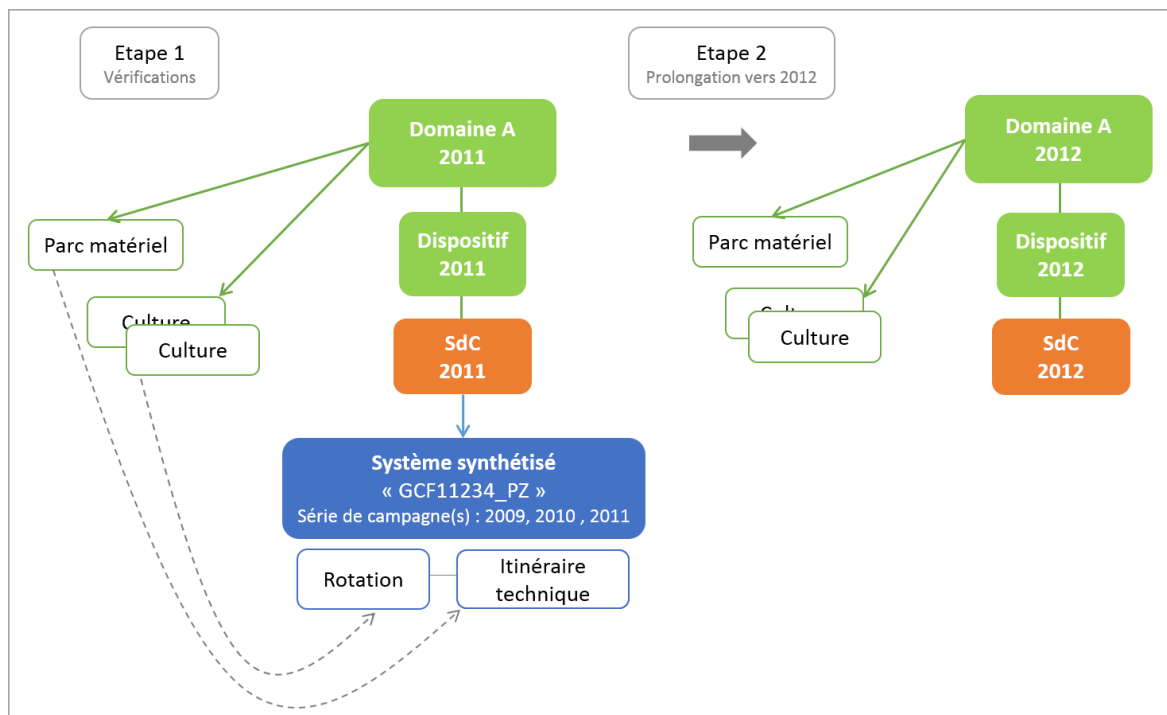 Etape 1
Vérifications
Etape 2
Prolongation vers 2012
Domaine A
2011
Parc matériel
Dispositif
2011
Culture
Culture
SdC
2011
Système synthétisé
« GCF11234_PZ »
Série de campagne(s) : 2009, 2010 , 2011
Rotation
Itinéraire
technique
Domaine A
2012
Parc matériel
Dispositif
2012
Culture
Culture
SdC
2012